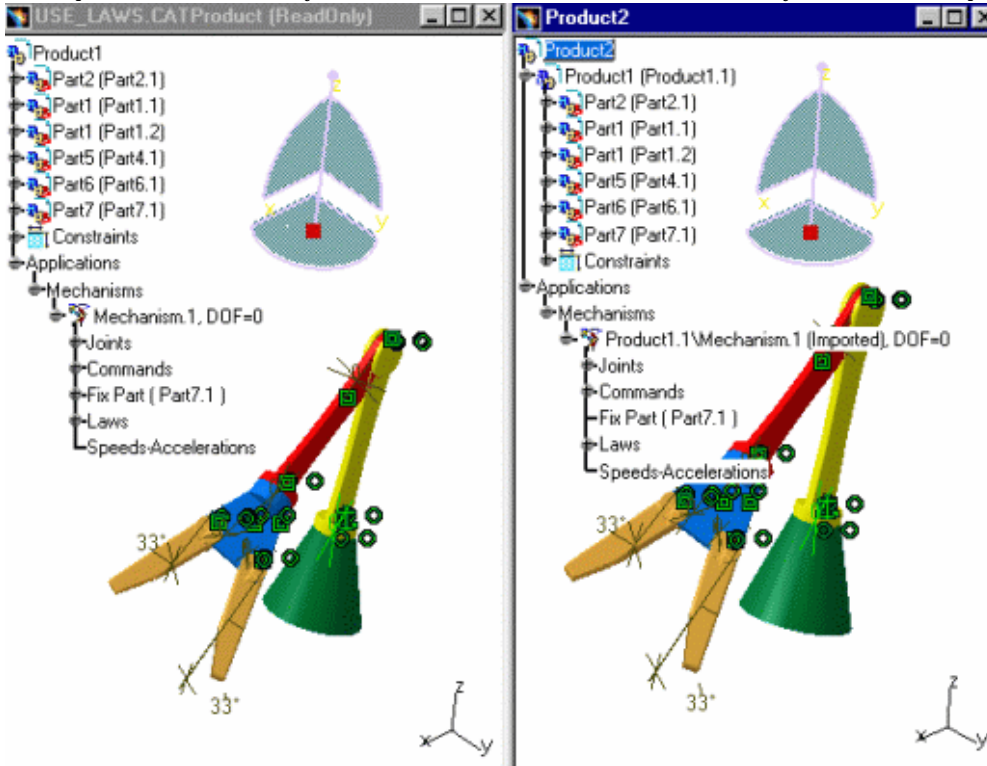 USE_LAWS.CATProduct (ReadOnly)
Product1
Part2 (Part2.1)
Part1 (Part1.1)
Part1 (Part1.2)
Part5 (Part4.1)
Part6 (Part6.1)
Part7 (Part7.1)
Constraints
Applications
Mechanisms
Mechanism.1, DOF=0
Joints
Commands
Fix Part ( Part7.1 )
Laws
Speeds-Accelerations
z
x
y
33°
33°
z
x
y
Product2
Product2
Product1 (Product1.1)
Part2 (Part2.1)
Part1 (Part1.1)
Part1 (Part1.2)
Part5 (Part4.1)
Part6 (Part6.1)
Part7 (Part7.1)
Constraints
Applications
Mechanisms
Product1.1\Mechanism.1 (Imported), DOF=0
Joints
Commands
Fix Part ( Part7.1 )
Laws
Speeds-Accelerations
z
x
y
33°
33°
z
x
y